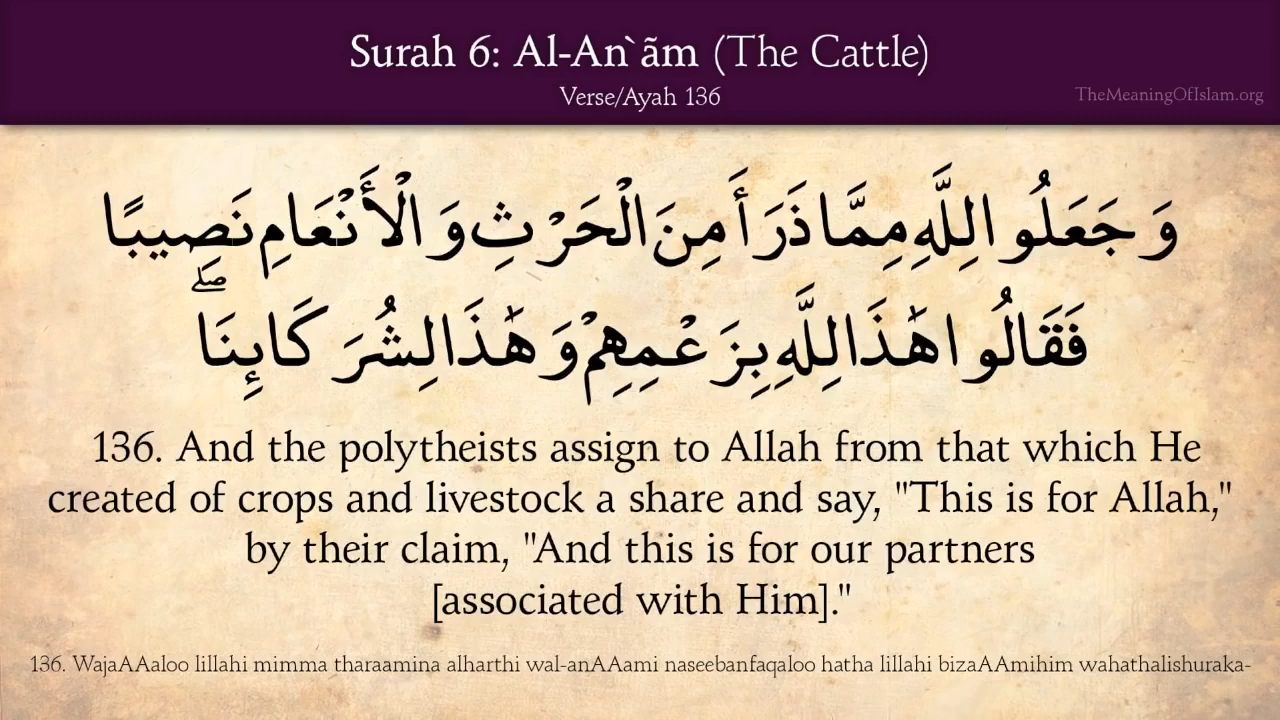 Surah 6: Al-An`ãm (The Cattle)
Verse/Ayah 136
TheMeaningOfIslam.org
وَجَعَلُوا لِلَّهِ مِمَّا ذَرَأَ مِنَ الْحَرْثِ وَالْأَنْعَامِ نَصِيبًا
فَقَالُوا هَٰذَا لِلَّهِ بِزَعْمِهِمْ وَهَٰذَا لِشُرَكَائِنَا ۖ
136. And the polytheists assign to Allah from that which He
created of crops and livestock a share and say, "This is for Allah,"
by their claim, "And this is for our partners
[associated with Him]."
136. WajaAAaloo lillahi mimma tharaamina alharthi wal-anAAami naseebanfaqaloo hatha lillahi bizaAAmihim wahathalishuraka-